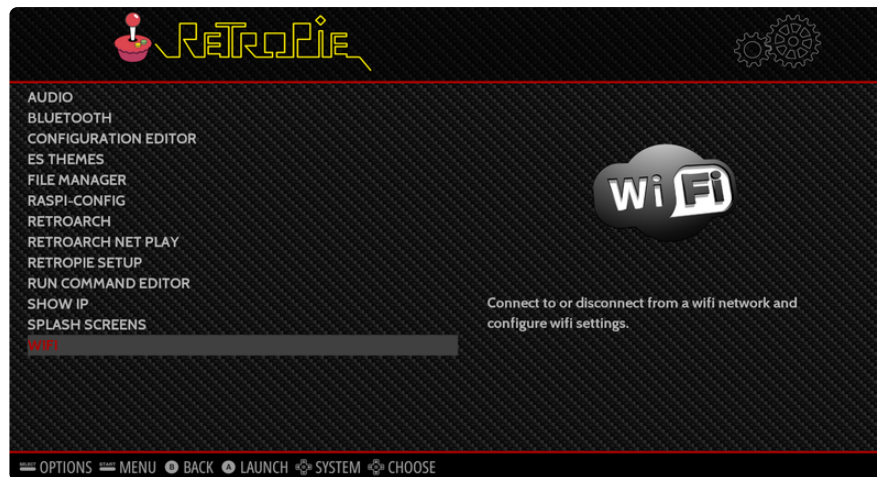 RetroPie
AUDIO
BLUETOOTH
CONFIGURATION EDITOR
ES THEMES
FILE MANAGER
RASPI-CONFIG
RETROARCH
RETROARCH NET PLAY
RETROPIE SETUP
RUN COMMAND EDITOR
SHOW IP
SPLASH SCREENS
WIFI
Wi Fi
Connect to or disconnect from a wifi network and
configure wifi settings.
SELECT OPTIONS START MENU B BACK A LAUNCH SYSTEM CHOOSE